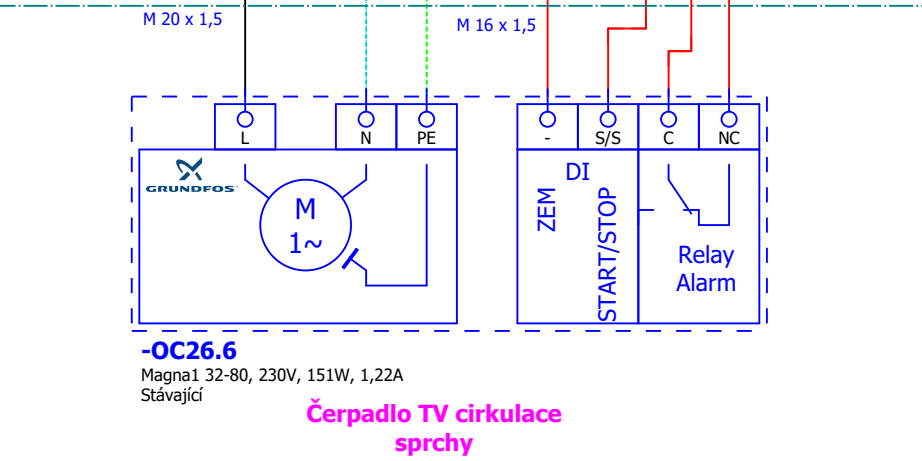 M 20 x 1,5
M 16 x 1,5
L
N
PE
-
S/S
C
NC
GRUNDFOS
M
1~
ZEM
DI
START/STOP
Relay
Alarm
-OC26.6
Magna1 32-80, 230V, 151W, 1,22A
Stávající
Čerpadlo TV cirkulace
sprchy